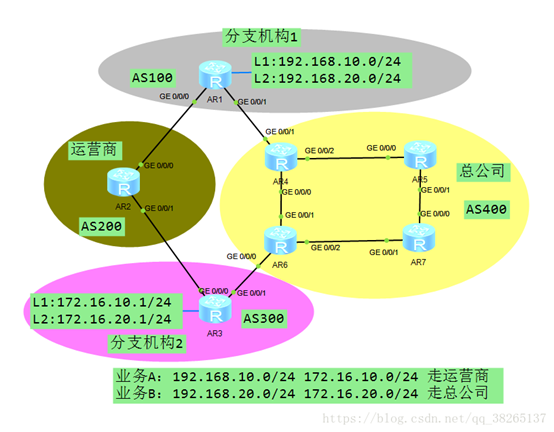 分支机构1
L1:192.168.10.0/24
L2:192.168.20.0/24
AS100
R
AR1
GE 0/0/0
GE 0/0/1
运营商
GE 0/0/0
R
AR2
GE 0/0/1
AS200
GE 0/0/1
R
AR4
GE 0/0/2
GE 0/0/0
GE 0/0/0
R
AR5
GE 0/0/1
总公司
AS400
GE 0/0/1
R
AR6
GE 0/0/2
GE 0/0/0
GE 0/0/0
R
AR7
GE 0/0/1
L1:172.16.10.1/24
L2:172.16.20.1/24
GE 0/0/0
GE 0/0/1
R
AR3
AS300
分支机构2
业务A: 192.168.10.0/24 172.16.10.0/24 走运营商
业务B: 192.168.20.0/24 172.16.20.0/24 走总公司
https://blog.csdn.net/qq_38265137